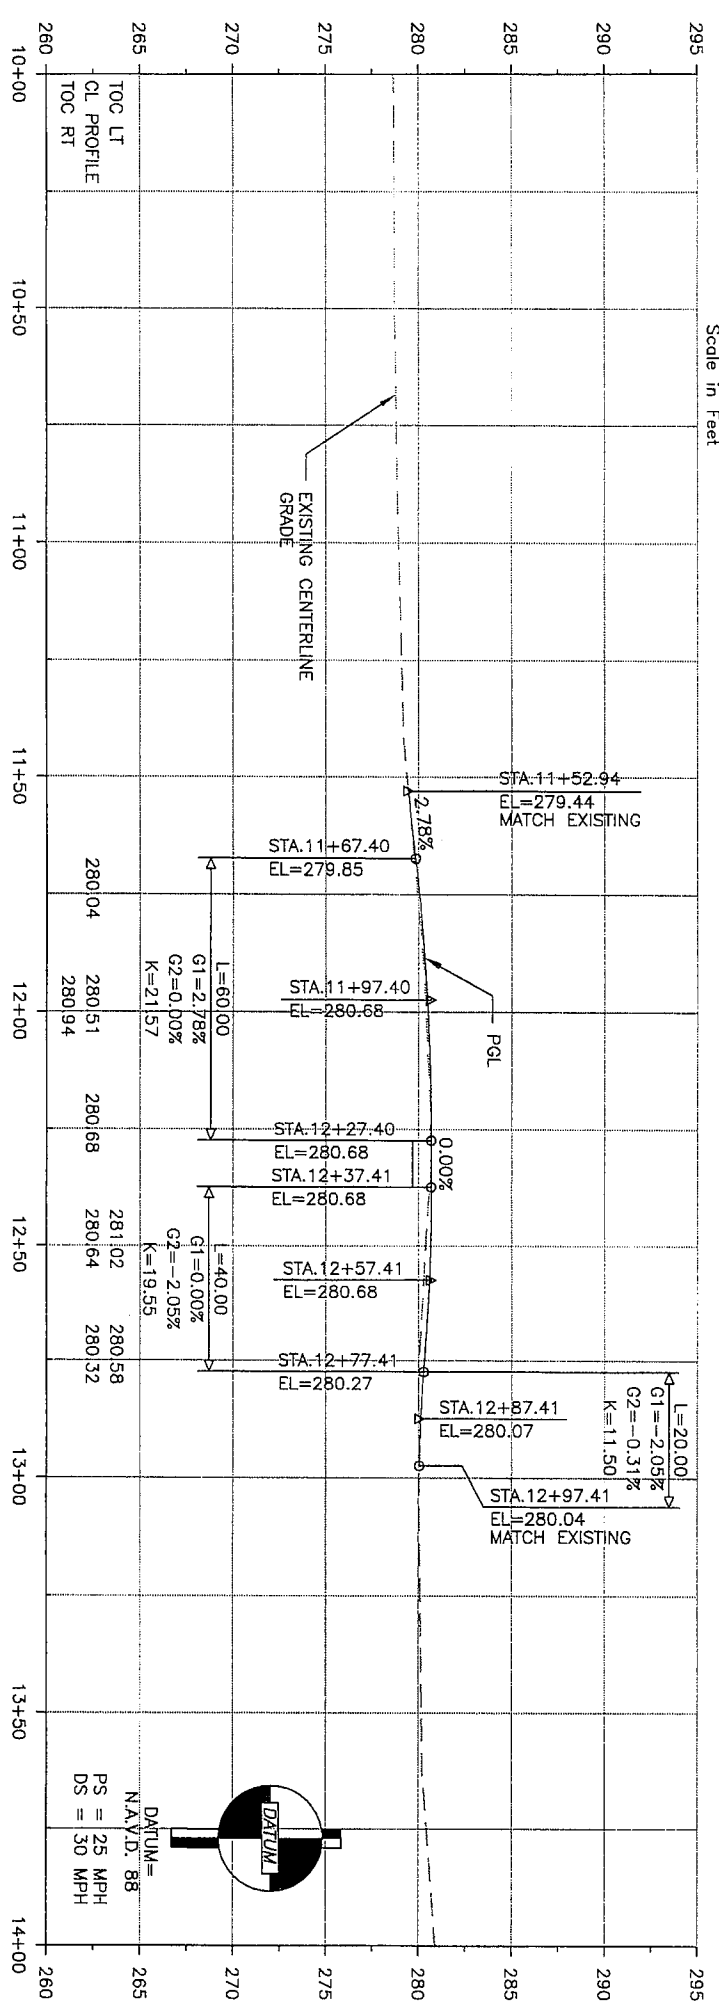 Scale in Feet
295
290
285
280
275
270
265
260
295
290
285
280
275
270
265
260
STA.11+52.94
EL=279.44
MATCH EXISTING
L=20.00
G1=-2.05%
G2=-0.31%
K=11.50
STA.12+97.41
EL=280.04
MATCH EXISTING
STA.12+87.41
EL=280.07
PGL
2.78%
0.00%
EXISTING CENTERLINE
GRADE
STA.11+67.40
EL=279.85
STA.11+97.40
EL=280.68
STA.12+27.40
EL=280.68
STA.12+37.41
EL=280.68
STA.12+57.41
EL=280.68
STA.12+77.41
EL=280.27
L=60.00
G1=2.78%
G2=0.00%
K=21.57
L=40.00
G1=0.00%
G2=-2.05%
K=19.55
DATUM
DATUM=
N.A.V.D. 88
PS = 25 MPH
DS = 30 MPH
TOC LT 281.02 280.58
CL PROFILE 280.04 280.51 280.68 280.64 280.32
TOC RT 280.94
10+00 10+50 11+00 11+50 12+00 12+50 13+00 13+50 14+00